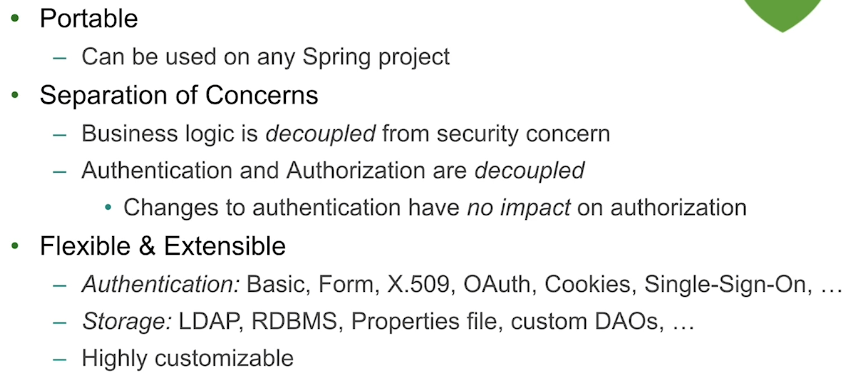 • Portable
– Can be used on any Spring project
• Separation of Concerns
– Business logic is decoupled from security concern
– Authentication and Authorization are decoupled
• Changes to authentication have no impact on authorization
• Flexible & Extensible
– Authentication: Basic, Form, X.509, OAuth, Cookies, Single-Sign-On, …
– Storage: LDAP, RDBMS, Properties file, custom DAOs, …
– Highly customizable